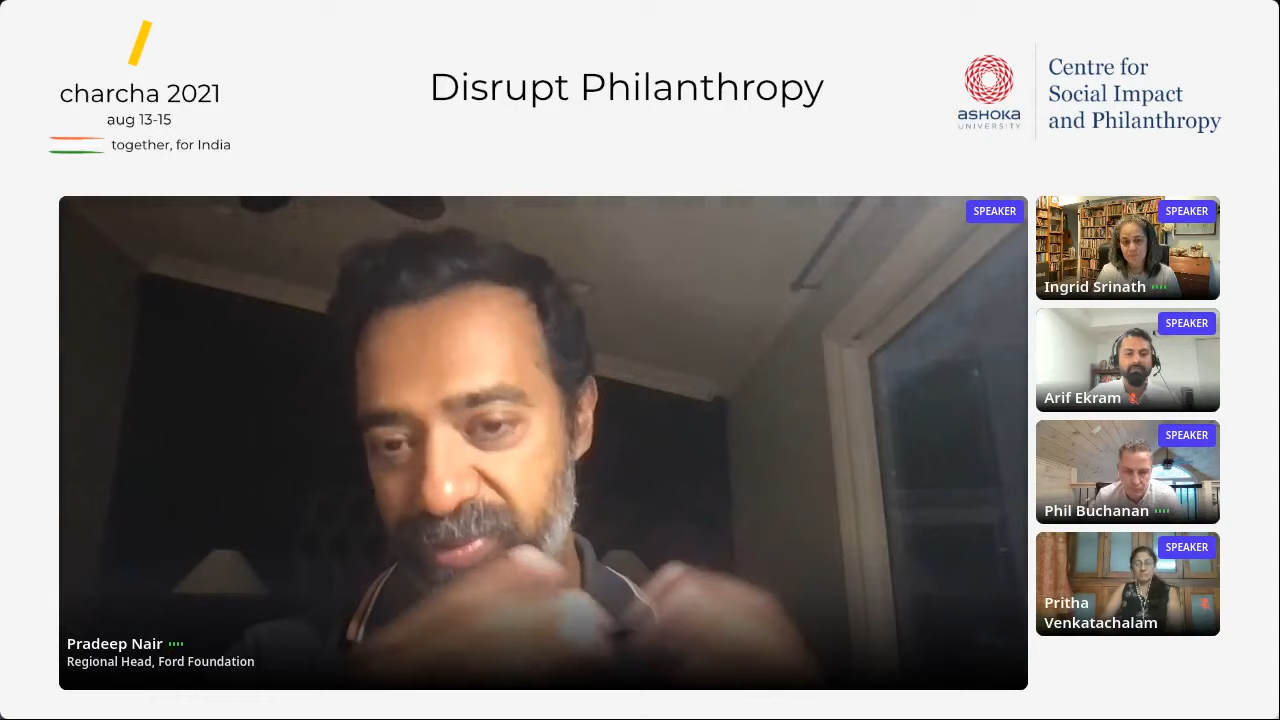 charcha 2021
aug 13-15
together, for India
Disrupt Philanthropy
ASHOKA
UNIVERSITY
Centre for
Social Impact
and Philanthropy
SPEAKER
Pradeep Nair
Regional Head, Ford Foundation
SPEAKER
Ingrid Srinath
SPEAKER
Arif Ekram
SPEAKER
Phil Buchanan
SPEAKER
Pritha
Venkatachalam